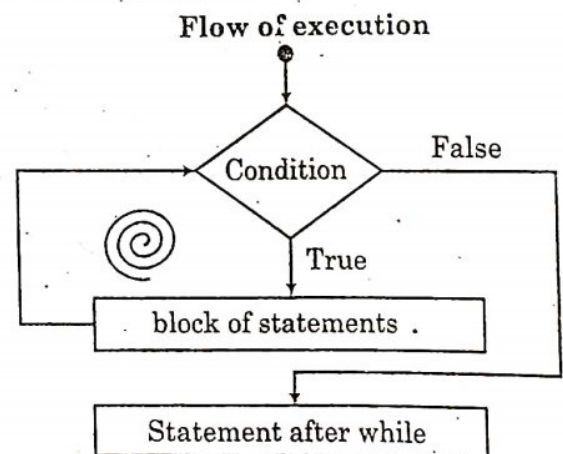 Flow of execution
Condition
False
True
block of statements .
Statement after while